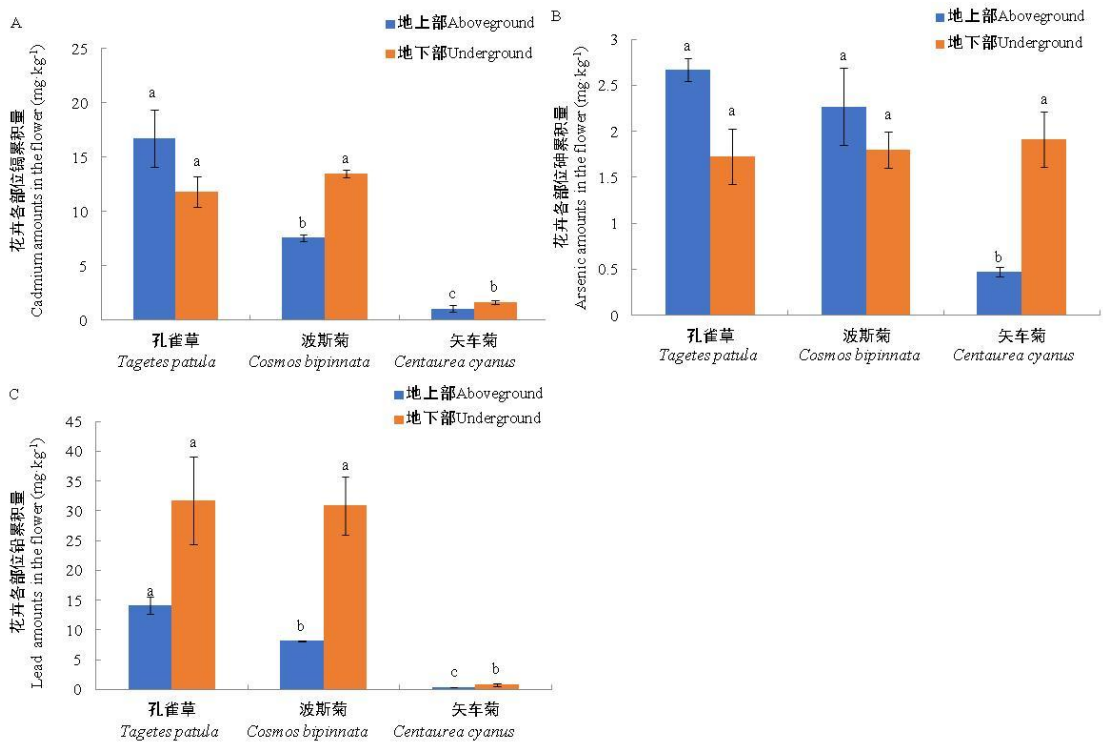 A
地上部Aboveground
地下部Underground
花卉各部位镉累积量
Cadmium amounts in the flower (mg·kg⁻¹)
25
20
15
10
5
0
a
a
b
a
c
b
孔雀草
波斯菊
矢车菊
Tagetes patula
Cosmos bipinnata
Centaurea cyanus
B
地上部Aboveground
地下部Underground
花卉各部位砷累积量
Arsenic amounts in the flower (mg·kg⁻¹)
3
2.5
2
1.5
1
0.5
0
a
a
a
a
b
a
孔雀草
波斯菊
矢车菊
Tagetes patula
Cosmos bipinnata
Centaurea cyanus
C
地上部Aboveground
地下部Underground
花卉各部位铅累积量
Lead amounts in the flower (mg·kg⁻¹)
45
40
35
30
25
20
15
10
5
0
a
a
b
a
c
b
孔雀草
波斯菊
矢车菊
Tagetes patula
Cosmos bipinnata
Centaurea cyanus